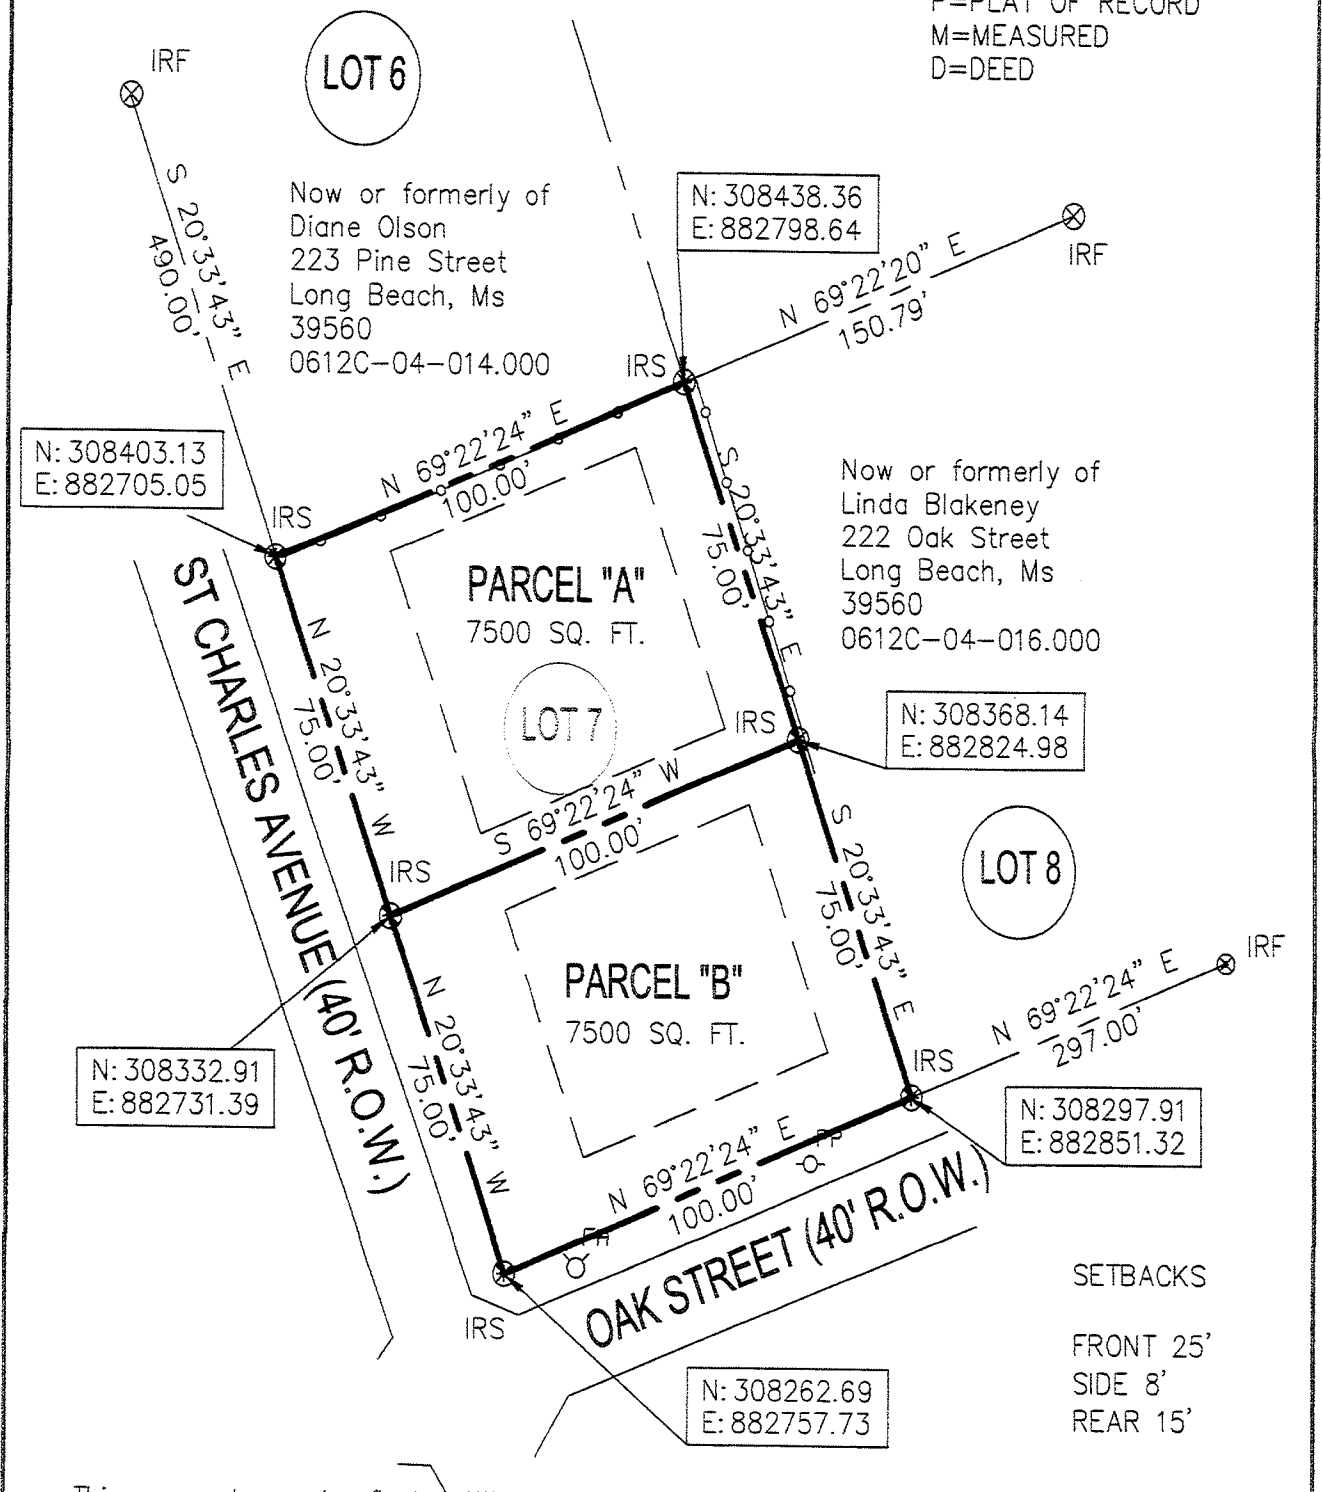 P=PLAT OF RECORD
M=MEASURED
D=DEED
IRF
LOT 6
S 20°33'43" E
490.00'
Now or formerly of
Diane Olson
223 Pine Street
Long Beach, Ms
39560
0612C-04-014.000
N: 308438.36
E: 882798.64
IRF
N 69°22'20" E
150.79'
IRS
N: 308403.13
E: 882705.05
IRS
N 69°22'24" E
100.00'
S 20°33'43" E
75.00'
Now or formerly of
Linda Blakeney
222 Oak Street
Long Beach, Ms
39560
0612C-04-016.000
PARCEL "A"
7500 SQ. FT.
LOT 7
ST CHARLES AVENUE (40' R.O.W.)
N 20°33'43" W
75.00'
IRS
N: 308368.14
E: 882824.98
S 69°22'24" W
100.00'
IRS
S 20°33'43" E
75.00'
LOT 8
PARCEL "B"
7500 SQ. FT.
IRF
N 69°22'24" E
297.00'
N: 308332.91
E: 882731.39
N 20°33'43" W
75.00'
IRS
N: 308297.91
E: 882851.32
N 69°22'24" E
100.00'
PP
FH
IRS
OAK STREET (40' R.O.W.)
N: 308262.69
E: 882757.73
SETBACKS
FRONT 25'
SIDE 8'
REAR 15'